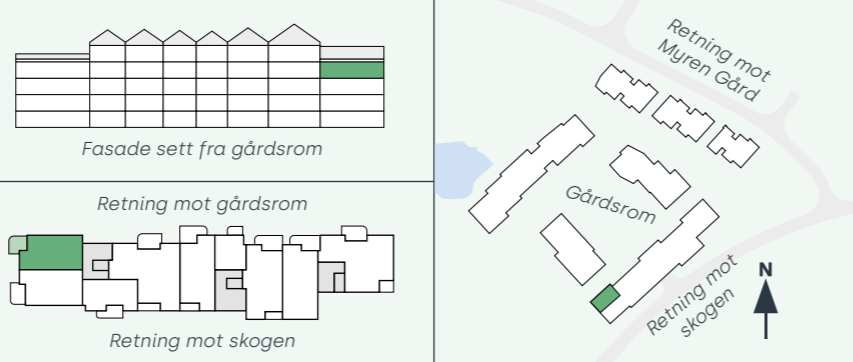 Fasade sett fra gårdsrom
Retning mot gårdsrom
Retning mot skogen
Retning mot
Myren Gård
Gårdsrom
N
Retning mot
skogen